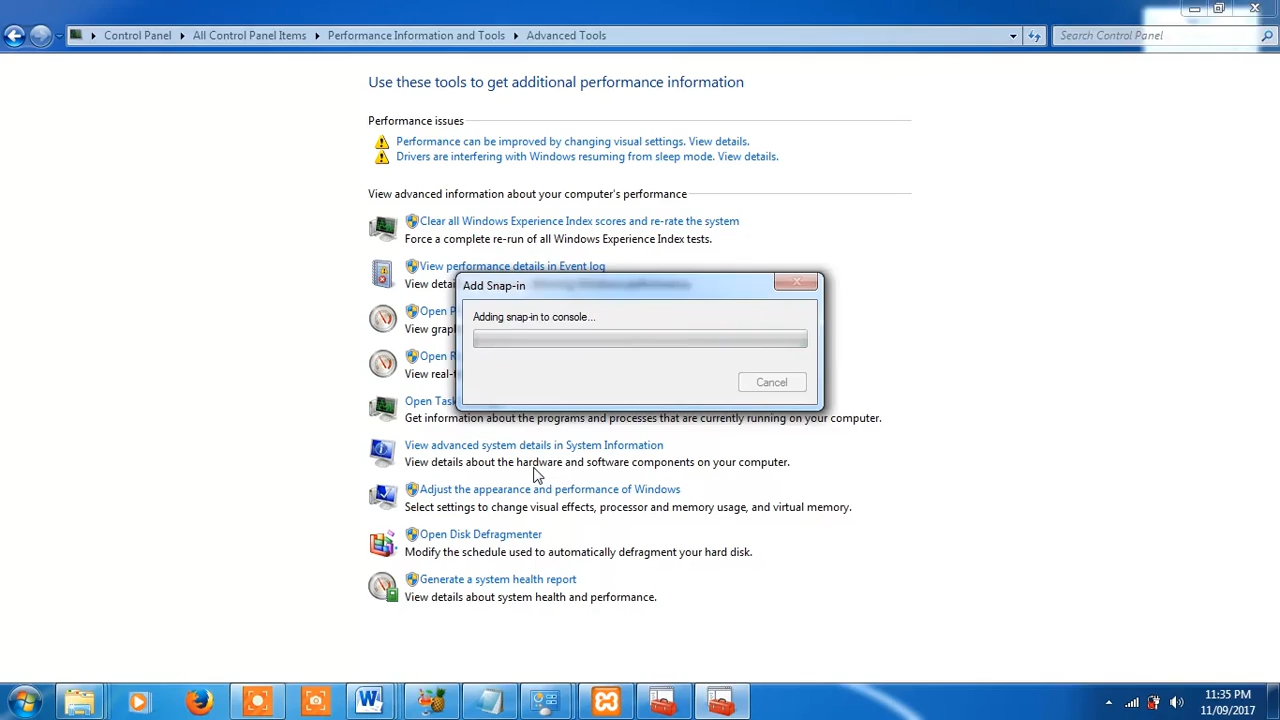 Control Panel All Control Panel Items Performance Information and Tools Advanced Tools Search Control Panel
Use these tools to get additional performance information
Performance issues
Performance can be improved by changing visual settings. View details.
Drivers are interfering with Windows resuming from sleep mode. View details.
View advanced information about your computer's performance
Clear all Windows Experience Index scores and re-rate the system
Force a complete re-run of all Windows Experience Index tests.
View performance details in Event log
View
Add Snap-in
Open
Adding snap-in to console...
View
Open
View real-
Cancel
Open
Get information about the programs and processes that are currently running on your computer.
View advanced system details in System Information
View details about the hardware and software components on your computer.
Adjust the appearance and performance of Windows
Select settings to change visual effects, processor and memory usage, and virtual memory.
Open Disk Defragmenter
Modify the schedule used to automatically defragment your hard disk.
Generate a system health report
View details about system health and performance.
11:35 PM
11/09/2017